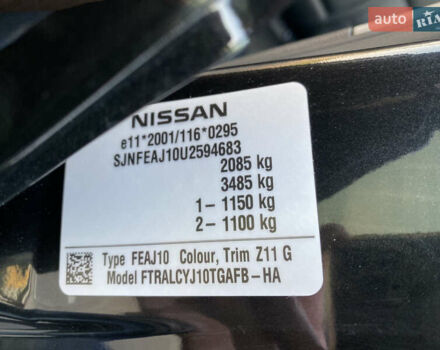 auto RIA
NISSAN
e11*2001/116*0295
SJNFEAJ10U2594683
2085 kg
3485 kg
1- 1150 kg
2- 1100 kg
Type FEAJ10 Colour, Trim Z11 G
Model FTRALCYJ10TGAFB-HA